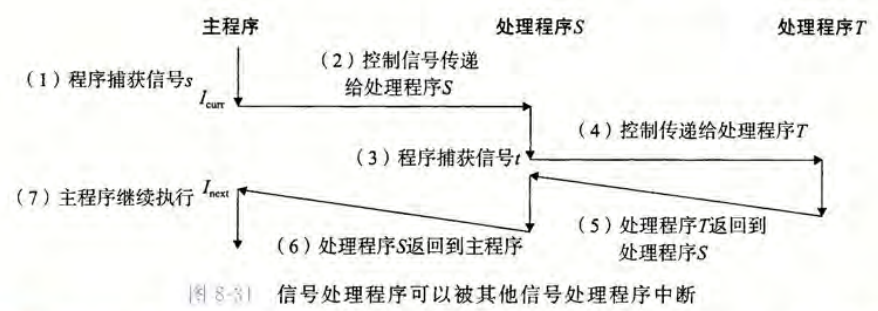 主程序
处理程序S
处理程序T
(1)程序捕获信号s
I_curr
(2)控制信号传递
给处理程序S
(3)程序捕获信号t
(4)控制传递给处理程序T
(5)处理程序T返回到
处理程序S
(6)处理程序S返回到主程序
(7)主程序继续执行
I_next
图 8-31 信号处理程序可以被其他信号处理程序中断